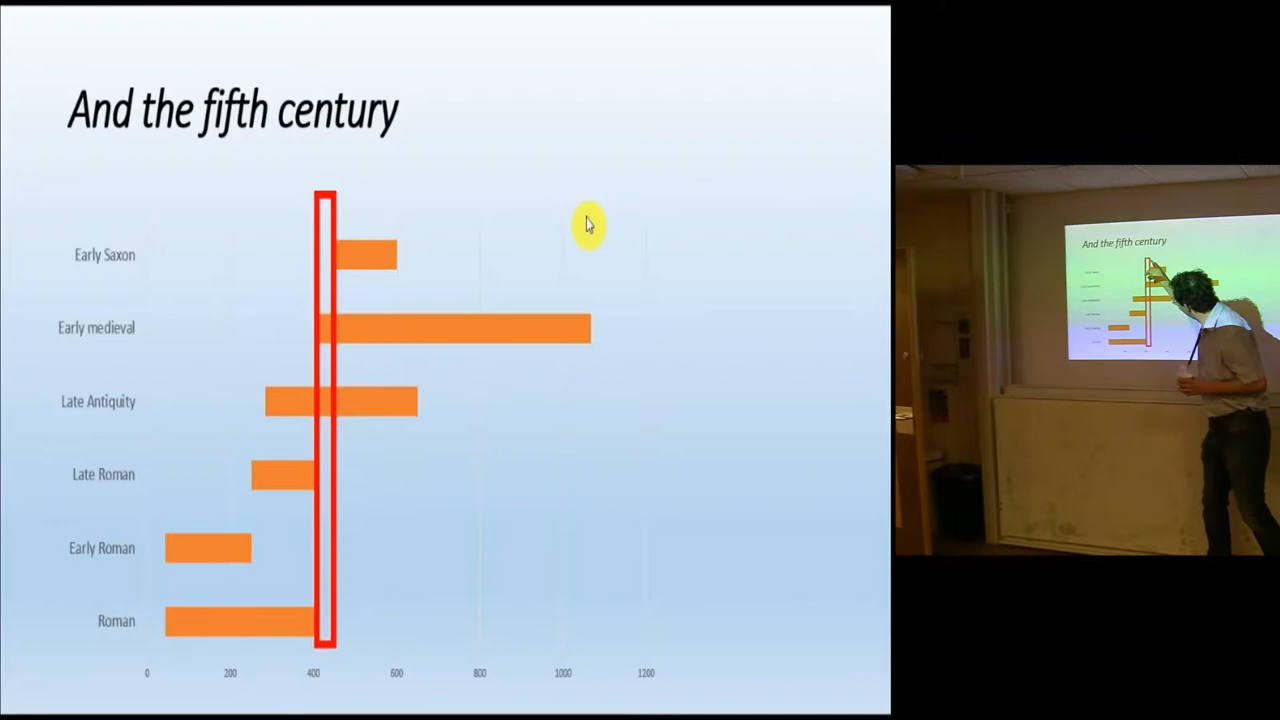 And the fifth century
Early Saxon
Early medieval
Late Antiquity
Late Roman
Early Roman
Roman
0 200 400 600 800 1000 1200
And the fifth century